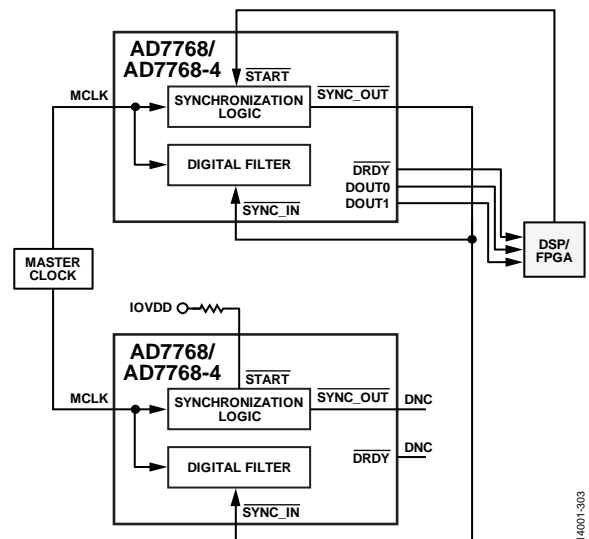 AD7768/
AD7768-4
START
MCLK
SYNCHRONIZATION
LOGIC
SYNC_OUT
DIGITAL FILTER
DRDY
DOUT0
DOUT1
SYNC_IN
DSP/
FPGA
MASTER
CLOCK
IOVDD
AD7768/
AD7768-4
START
MCLK
SYNCHRONIZATION
LOGIC
SYNC_OUT
DNC
DIGITAL FILTER
DRDY
DNC
SYNC_IN
14001-303